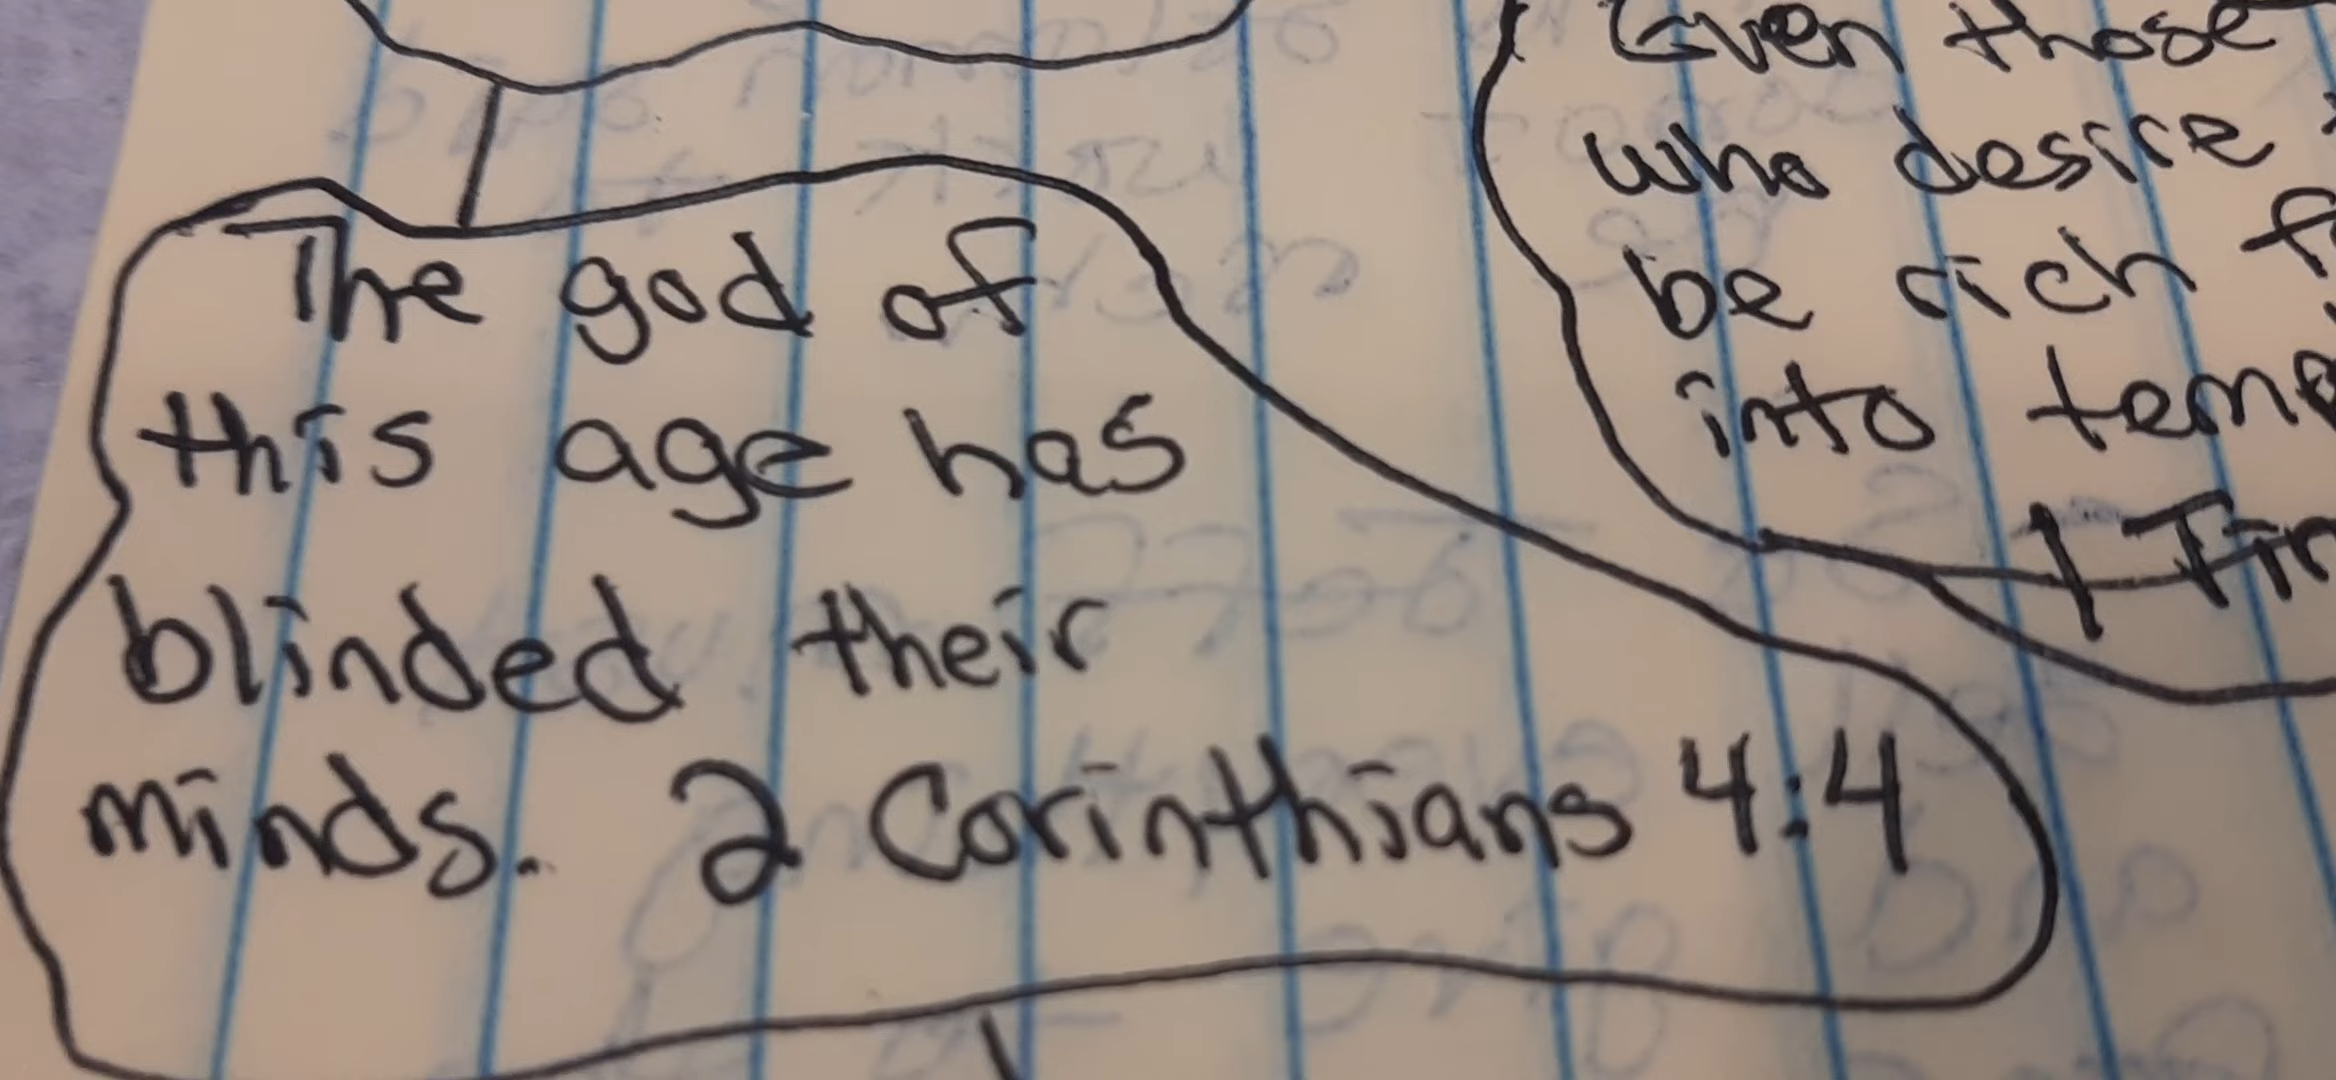 The god of
this age has
blinded their
minds. 2 Corinthians 4:4
Even those
who desire
be rich
into
1